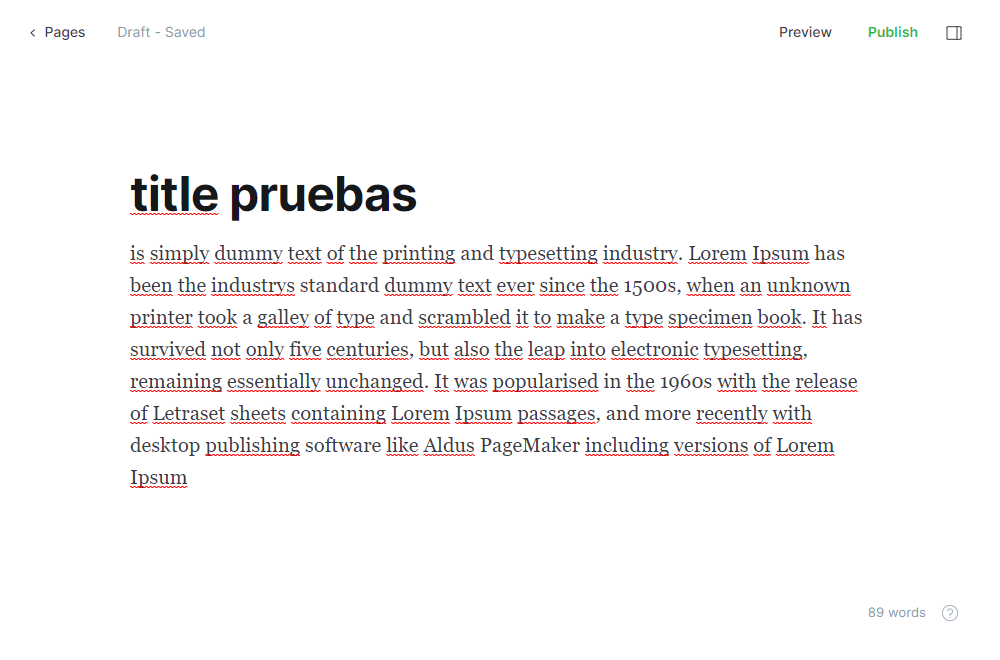 Pages Draft - Saved Preview Publish
title pruebas
is simply dummy text of the printing and typesetting industry. Lorem Ipsum has
been the industrys standard dummy text ever since the 1500s, when an unknown
printer took a galley of type and scrambled it to make a type specimen book. It has
survived not only five centuries, but also the leap into electronic typesetting,
remaining essentially unchanged. It was popularised in the 1960s with the release
of Letraset sheets containing Lorem Ipsum passages, and more recently with
desktop publishing software like Aldus PageMaker including versions of Lorem
Ipsum
89 words ?